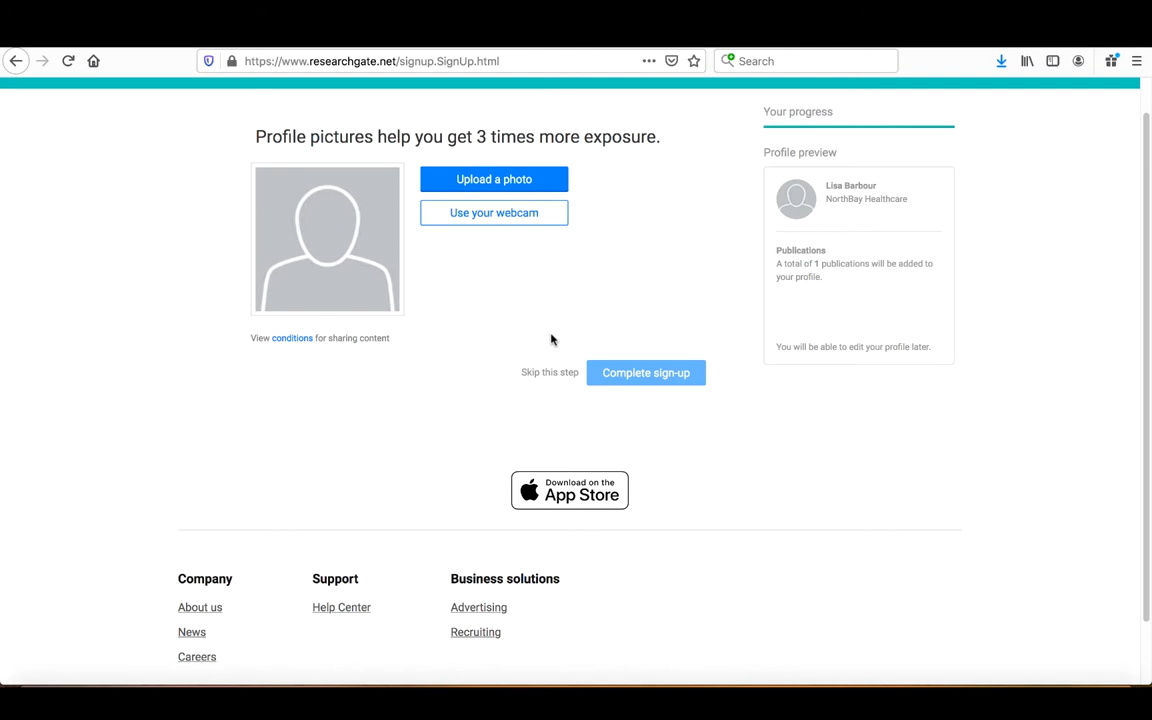 https://www.researchgate.net/signup.SignUp.html
Search
Your progress
Profile pictures help you get 3 times more exposure.
Profile preview
Upload a photo
Use your webcam
Lisa Barbour
NorthBay Healthcare
Publications
A total of 1 publications will be added to
your profile.
You will be able to edit your profile later.
View conditions for sharing content
Skip this step
Complete sign-up
Download on the
App Store
Company
Support
Business solutions
About us
Help Center
Advertising
News
Recruiting
Careers